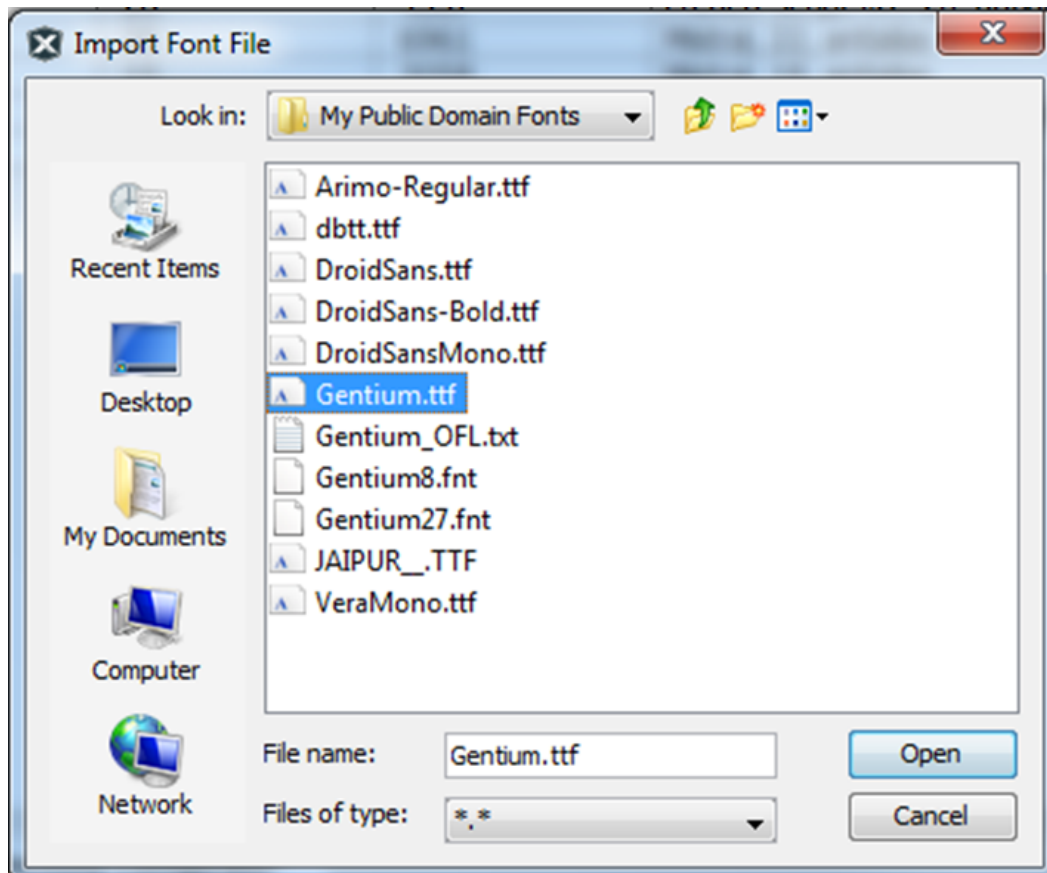 Import Font File
Look in: My Public Domain Fonts
Recent Items
Desktop
My Documents
Computer
Network
Arimo-Regular.ttf
dbtt.ttf
DroidSans.ttf
DroidSans-Bold.ttf
DroidSansMono.ttf
Gentium.ttf
Gentium_OFL.txt
Gentium8.fnt
Gentium27.fnt
JAIPUR__.TTF
VeraMono.ttf
File name: Gentium.ttf Open
Files of type: *.* Cancel